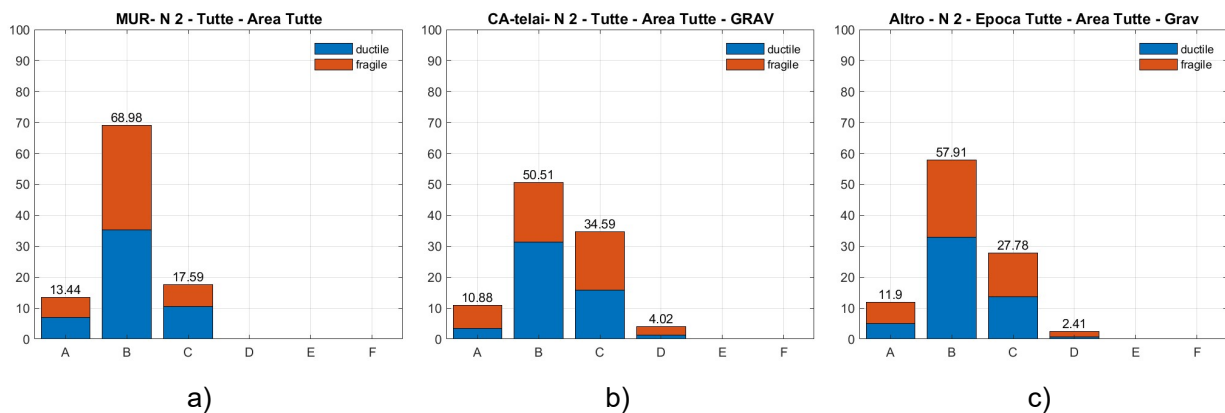 MUR- N 2 - Tutte - Area Tutte
100
90
80
70
60
50
40
30
20
10
0
ductile
fragile
13.44
68.98
17.59
A B C D E F
a)
CA-telai- N 2 - Tutte - Area Tutte - GRAV
100
90
80
70
60
50
40
30
20
10
0
ductile
fragile
10.88
50.51
34.59
4.02
A B C D E F
b)
Altro - N 2 - Epoca Tutte - Area Tutte - Grav
100
90
80
70
60
50
40
30
20
10
0
ductile
fragile
11.9
57.91
27.78
2.41
A B C D E F
c)